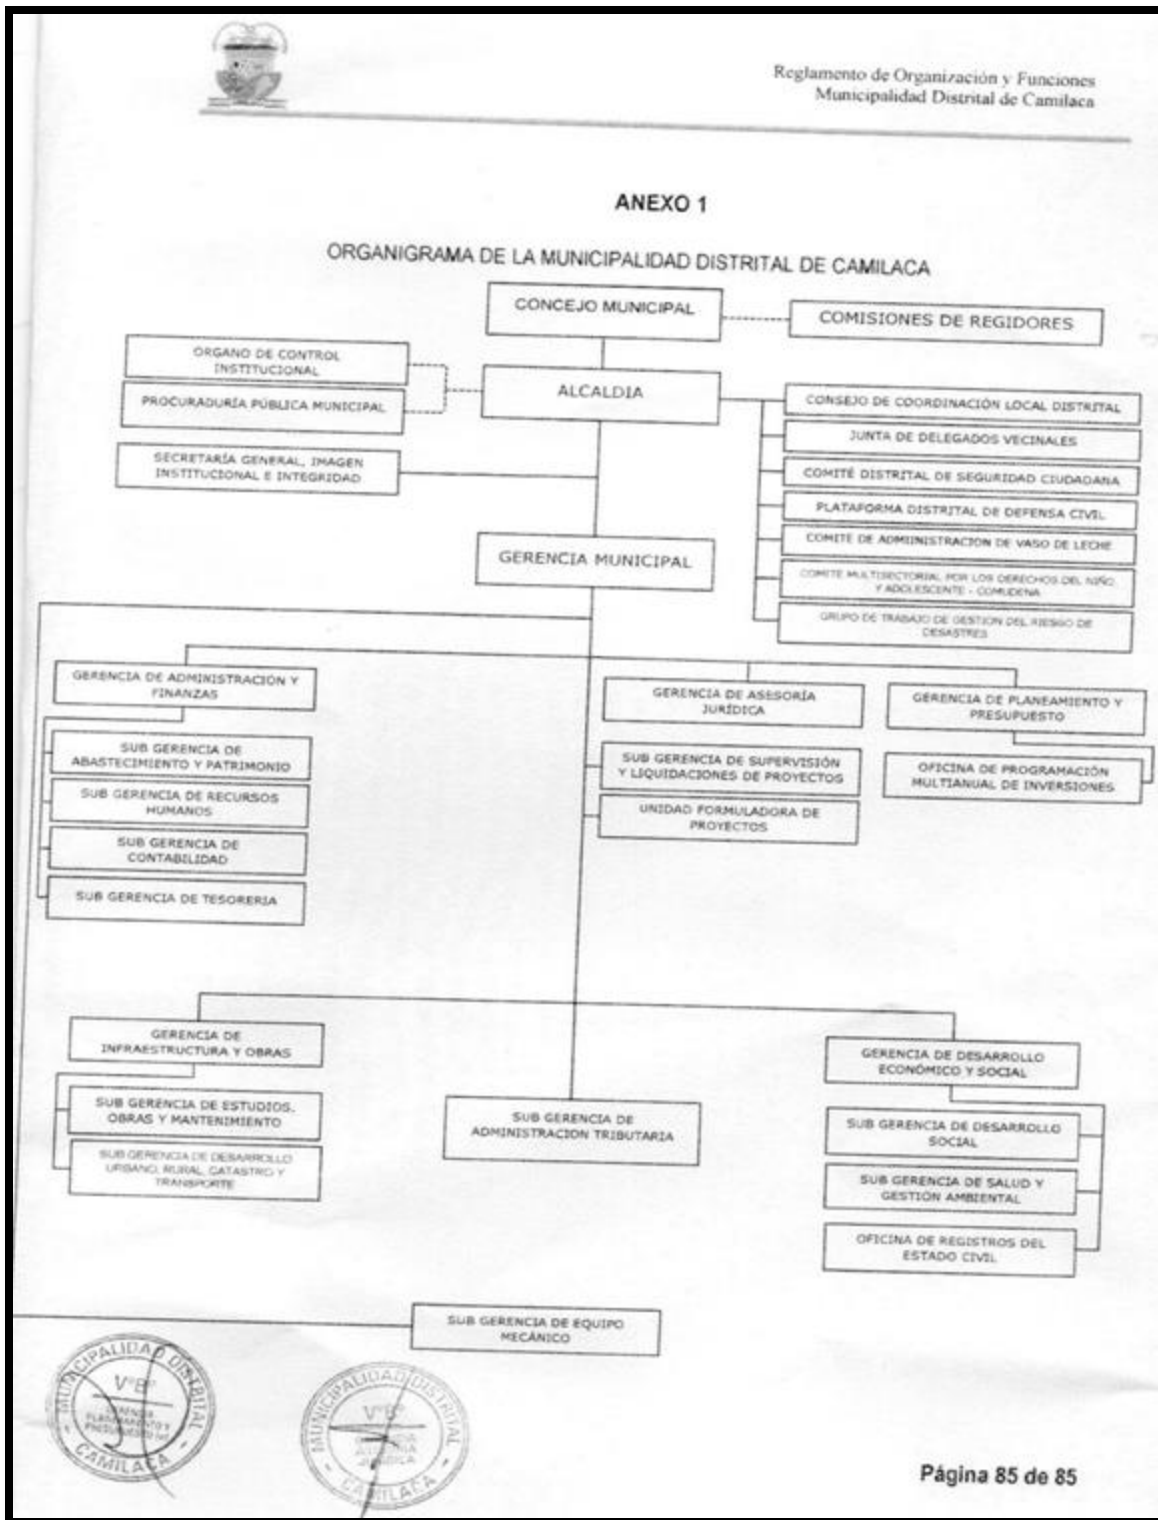 Reglamento de Organización y Funciones
Municipalidad Distrital de Camilaca
ANEXO 1
ORGANIGRAMA DE LA MUNICIPALIDAD DISTRITAL DE CAMILACA
CONCEJO MUNICIPAL
COMISIONES DE REGIDORES
ORGANO DE CONTROL
INSTITUCIONAL
PROCURADURÍA PÚBLICA MUNICIPAL
ALCALDIA
SECRETARÍA GENERAL, IMAGEN
INSTITUCIONAL E INTEGRIDAD
CONSEJO DE COORDINACIÓN LOCAL DISTRITAL
JUNTA DE DELEGADOS VECINALES
COMITÉ DISTRITAL DE SEGURIDAD CIUDADANA
PLATAFORMA DISTRITAL DE DEFENSA CIVIL
COMITE DE ADMINISTRACION DE VASO DE LECHE
COMITE MULTISECTORIAL POR LOS DERECHOS DEL NIÑO
Y ADOLESCENTE - COMUDENA
GRUPO DE TRABAJO DE GESTION DEL RIESGO DE
DESASTRES
GERENCIA MUNICIPAL
GERENCIA DE ADMINISTRACIÓN Y
FINANZAS
SUB GERENCIA DE
ABASTECIMIENTO Y PATRIMONIO
SUB GERENCIA DE RECURSOS
HUMANOS
SUB GERENCIA DE
CONTABILIDAD
SUB GERENCIA DE TESORERIA
GERENCIA DE ASESORÍA
JURÍDICA
SUB GERENCIA DE SUPERVISIÓN
Y LIQUIDACIONES DE PROYECTOS
UNIDAD FORMULADORA DE
PROYECTOS
GERENCIA DE PLANEAMIENTO Y
PRESUPUESTO
OFICINA DE PROGRAMACIÓN
MULTIANUAL DE INVERSIONES
GERENCIA DE
INFRAESTRUCTURA Y OBRAS
SUB GERENCIA DE ESTUDIOS,
OBRAS Y MANTENIMIENTO
SUB GERENCIA DE DESARROLLO
URBANO, RURAL, CATASTRO Y
TRANSPORTE
SUB GERENCIA DE
ADMINISTRACION TRIBUTARIA
GERENCIA DE DESARROLLO
ECONÓMICO Y SOCIAL
SUB GERENCIA DE DESARROLLO
SOCIAL
SUB GERENCIA DE SALUD Y
GESTIÓN AMBIENTAL
OFICINA DE REGISTROS DEL
ESTADO CIVIL
SUB GERENCIA DE EQUIPO
MECÁNICO
MUNICIPALIDAD DISTRITAL
V°B°
GERENCIA
PLANEAMIENTO Y
PRESUPUESTO
CAMILACA
MUNICIPALIDAD DISTRITAL
V°B°
GERENCIA
ASESORIA
JURIDICA
CAMILACA
Página 85 de 85